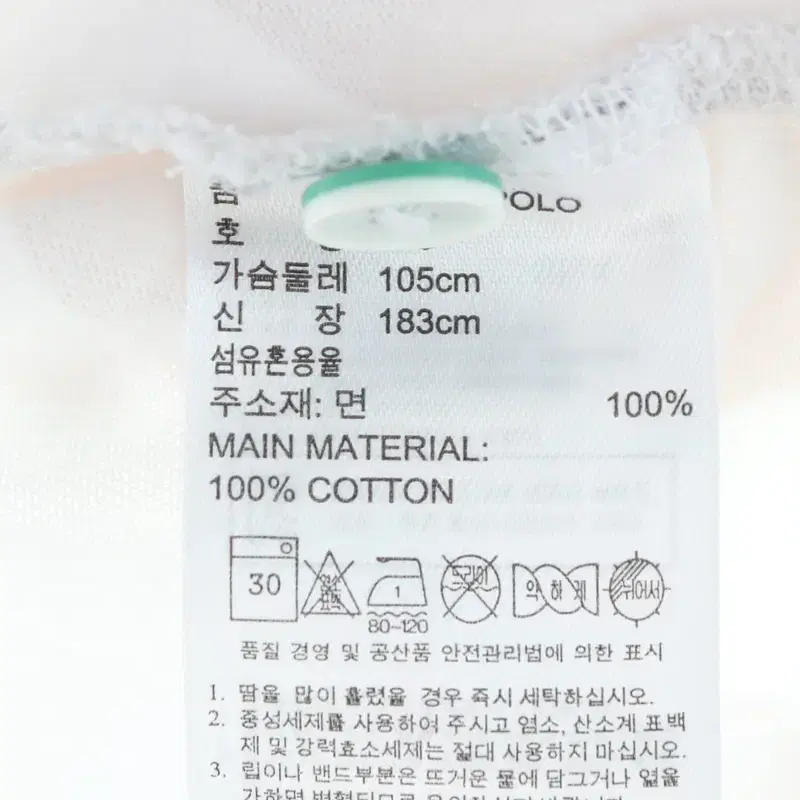 POLO
호
가슴둘레 105cm
신 장 183cm
섬유혼용율
주소재: 면 100%
MAIN MATERIAL:
100% COTTON
30 염소 표백 1 드라이 약하게 뉘어서
80~120
품질 경영 및 공산품 안전관리법에 의한 표시
1. 땀을 많이 흘렸을 경우 즉시 세탁하십시오.
2. 중성세제를 사용하여 주시고 염소, 산소계 표백
제 및 강력효소세제는 절대 사용하지 마십시오.
3. 립이나 밴드부분은 뜨거운 물에 담그거나 열을